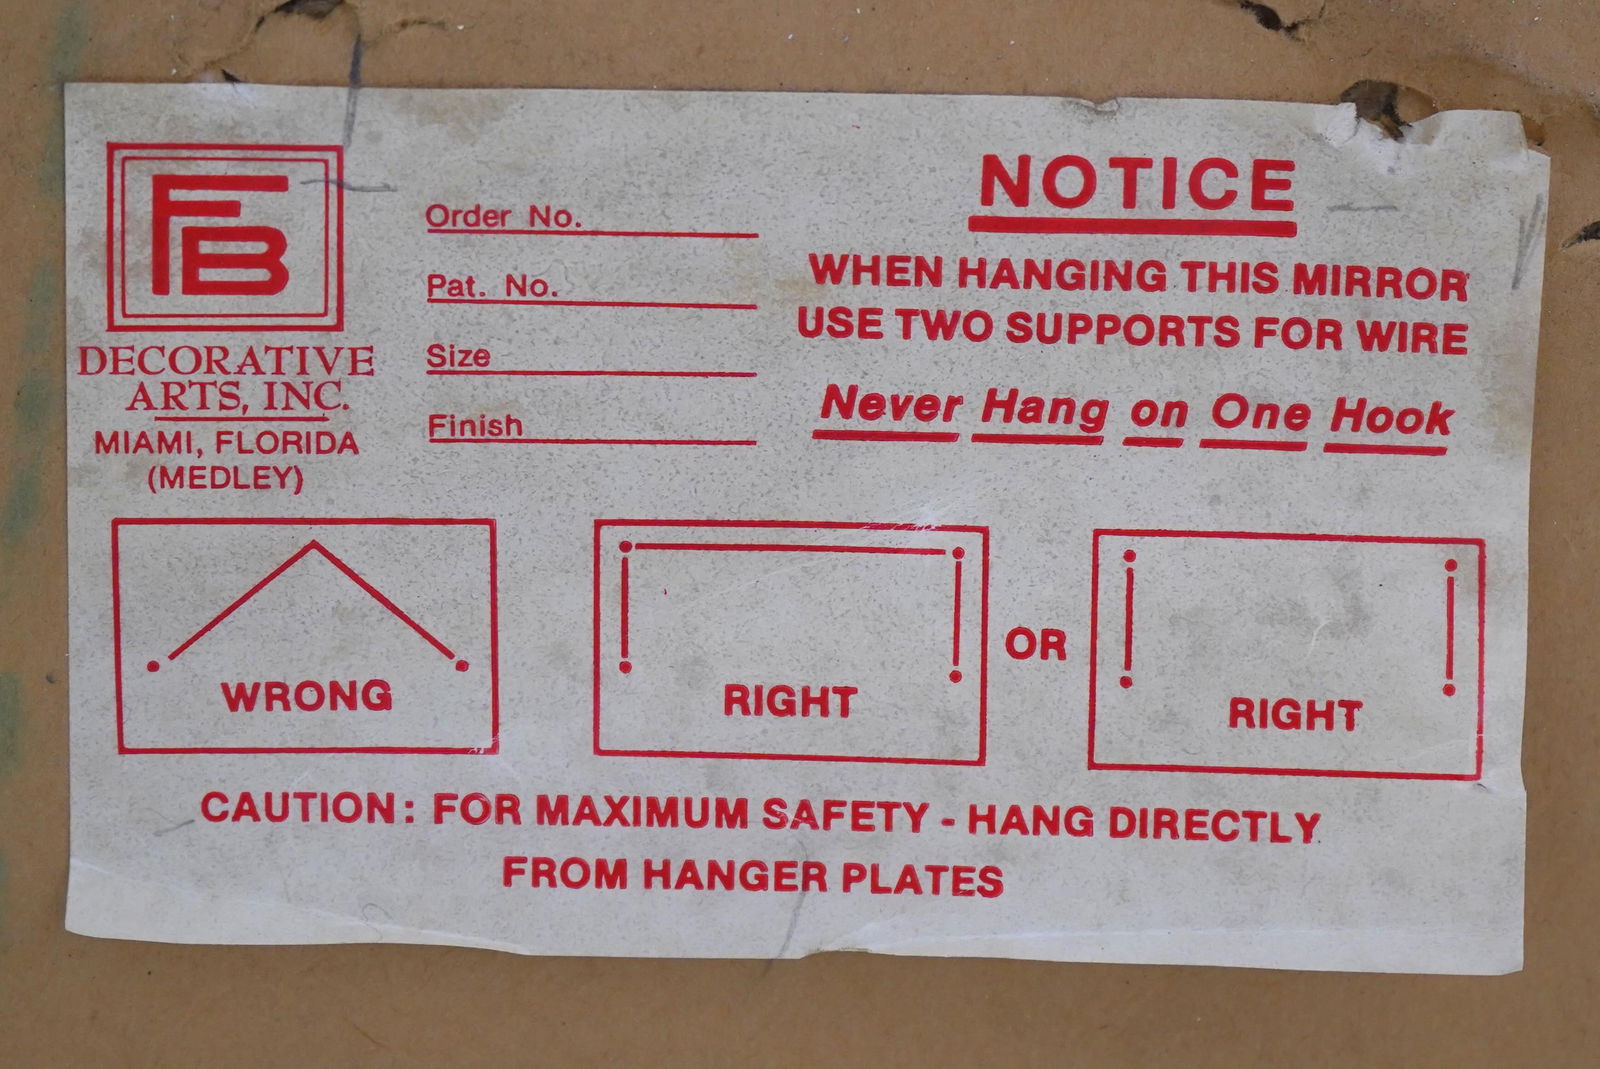 FB
DECORATIVE
ARTS, INC.
MIAMI, FLORIDA
(MEDLEY)
Order No.
Pat. No.
Size
Finish
NOTICE
WHEN HANGING THIS MIRROR
USE TWO SUPPORTS FOR WIRE
Never Hang on One Hook
WRONG
RIGHT
OR
RIGHT
CAUTION: FOR MAXIMUM SAFETY - HANG DIRECTLY
FROM HANGER PLATES